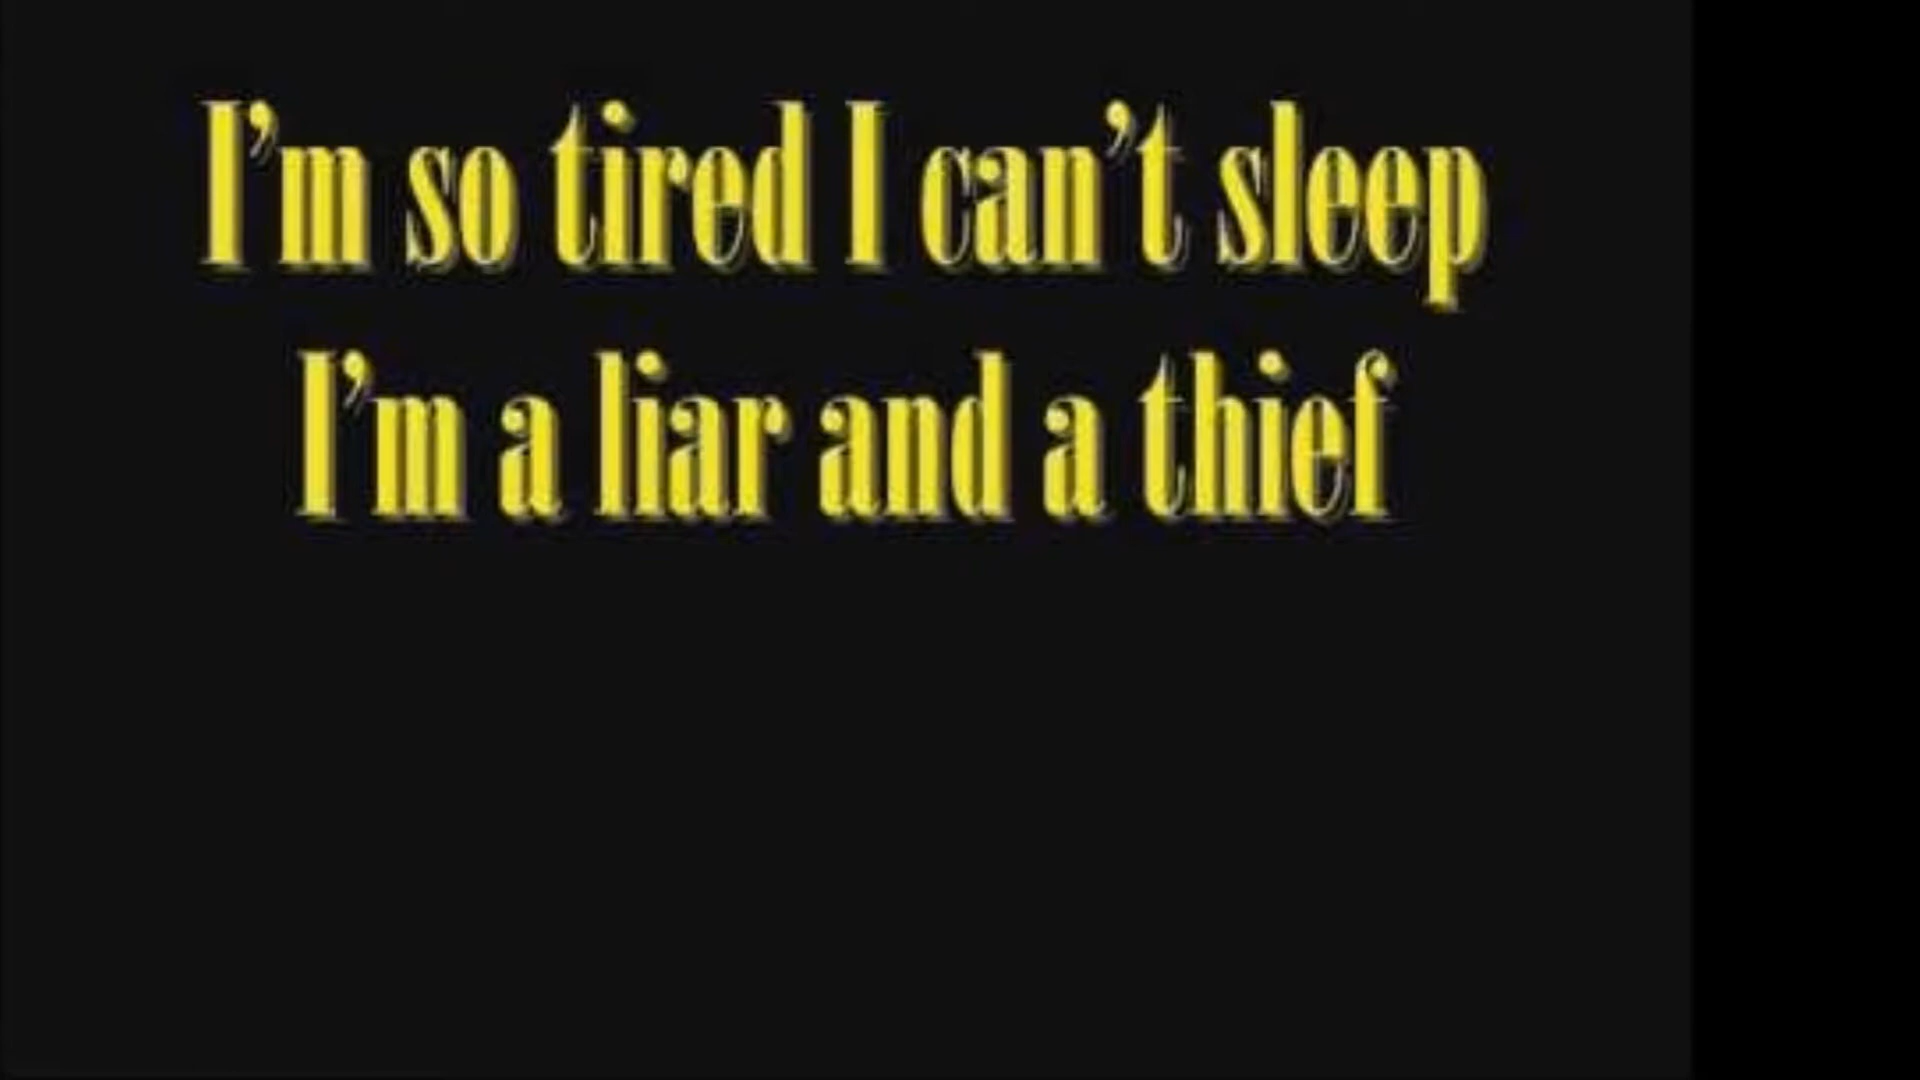 I’m so tired I can’t sleep
I’m a liar and a thief